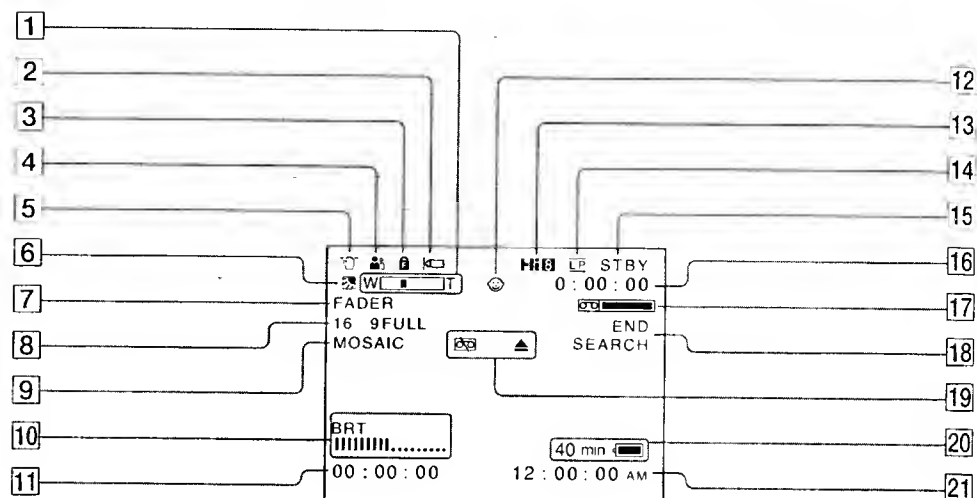 1
2
3
4
5
6
7
8
9
10
11
12
13
14
15
16
17
18
19
20
21
W T
FADER
16 9FULL
MOSAIC
BRT
00:00:00
Hi8 LP STBY
0:00:00
END
SEARCH
40 min
12:00:00 AM